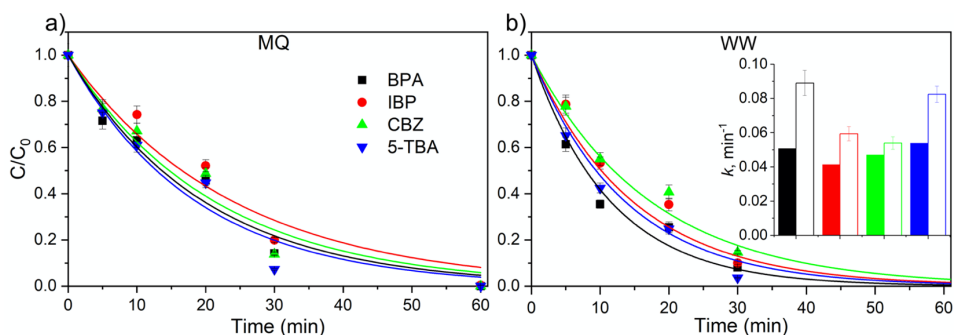 a)
MQ
1.0
0.8
0.6
0.4
0.2
0.0
C/C₀
BPA
IBP
CBZ
5-TBA
0 10 20 30 40 50 60
Time (min)
b)
WW
1.0
0.8
0.6
0.4
0.2
0.0
0.10
0.08
0.06
0.04
0.02
0.00
k, min⁻¹
0 10 20 30 40 50 60
Time (min)